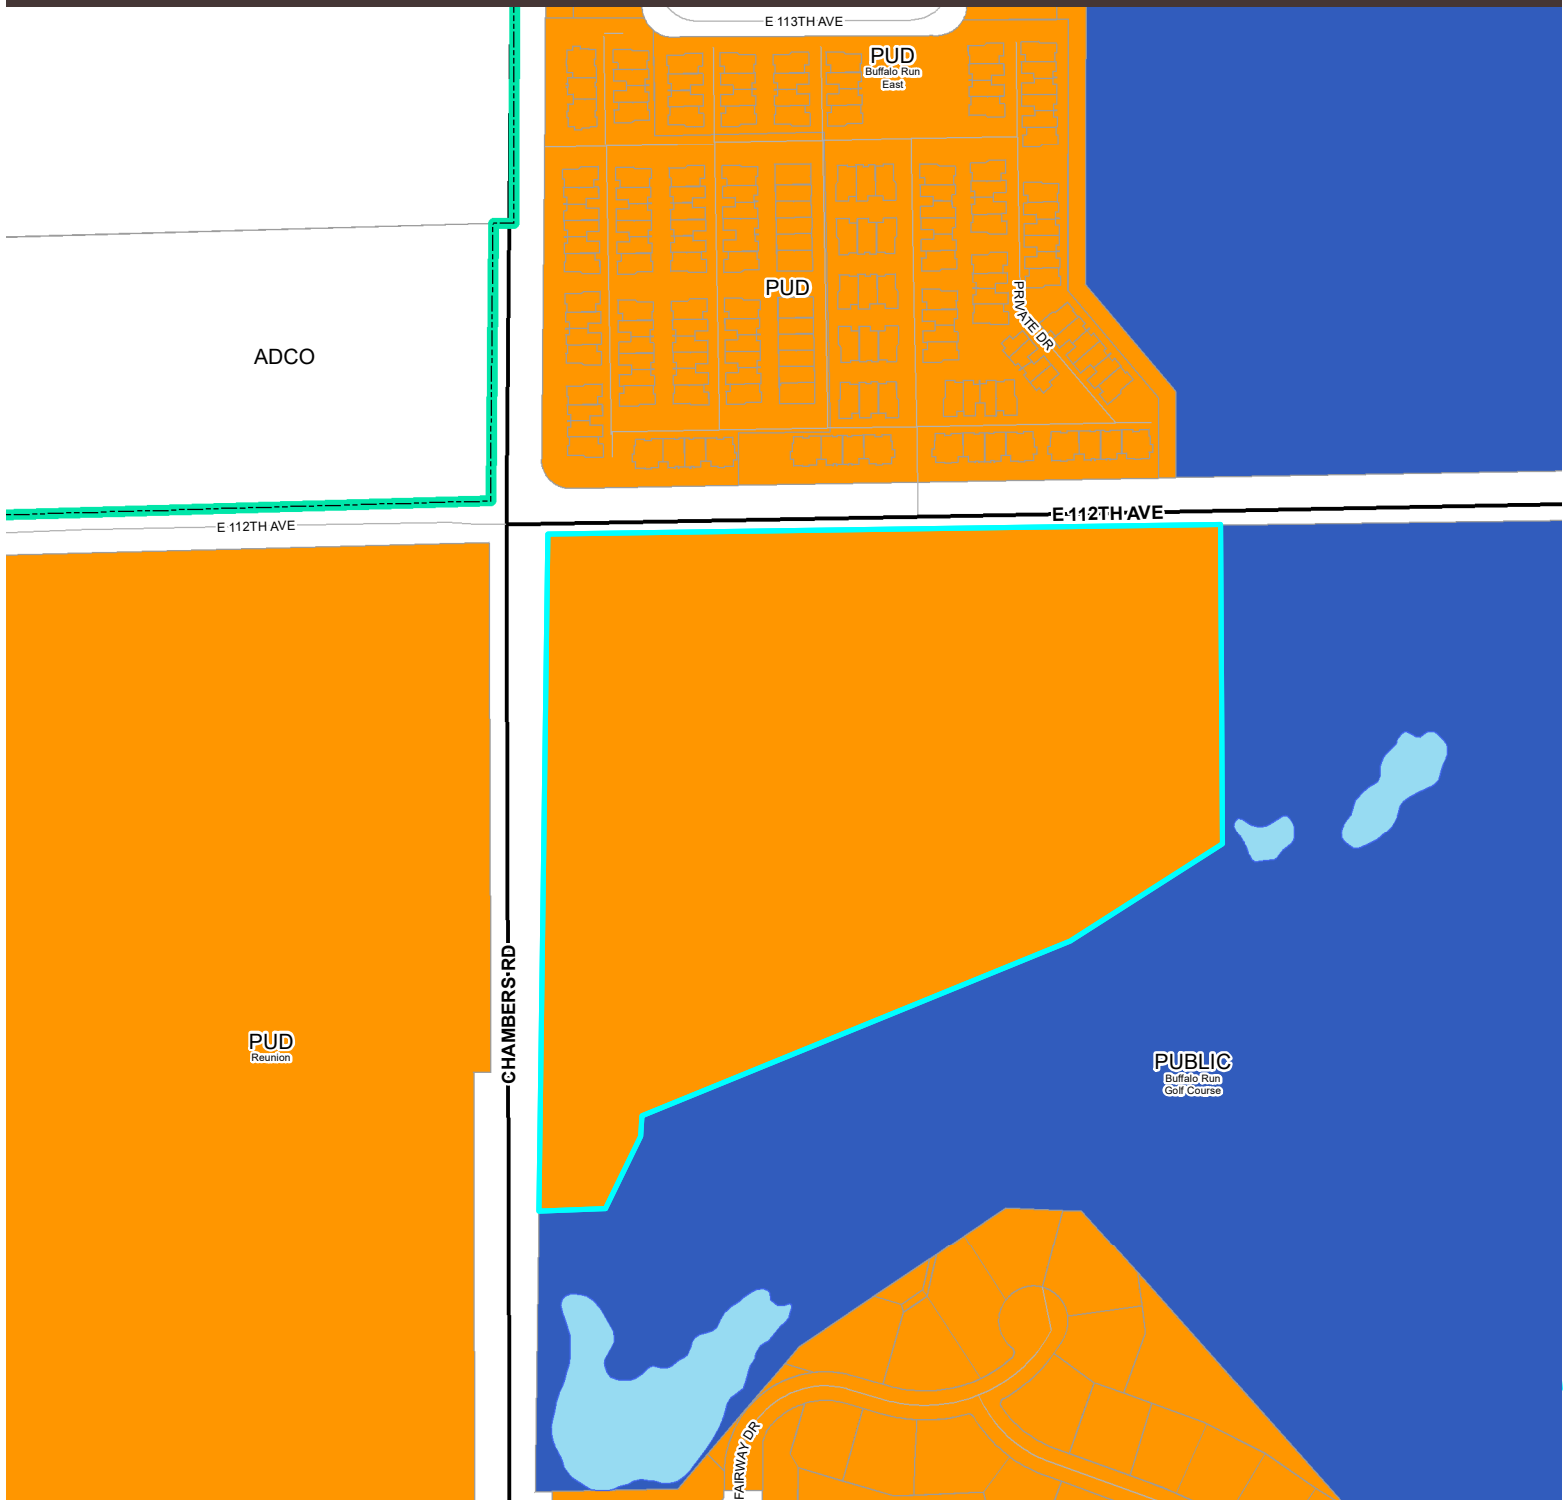 E 113TH AVE
PUD
Buffalo Run
East
PUD
PRIVATE DR
ADCO
E 112TH AVE
E 112TH AVE
CHAMBERS RD
PUD
Reunion
PUBLIC
Buffalo Run
Golf Course
FAIRWAY DR